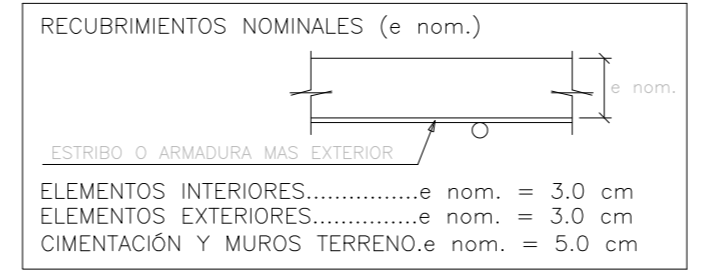 RECUBRIMIENTOS NOMINALES (e nom.)
e nom.
ESTRIBO O ARMADURA MAS EXTERIOR
ELEMENTOS INTERIORES................e nom. = 3.0 cm
ELEMENTOS EXTERIORES...............e nom. = 3.0 cm
CIMENTACIÓN Y MUROS TERRENO.e nom. = 5.0 cm